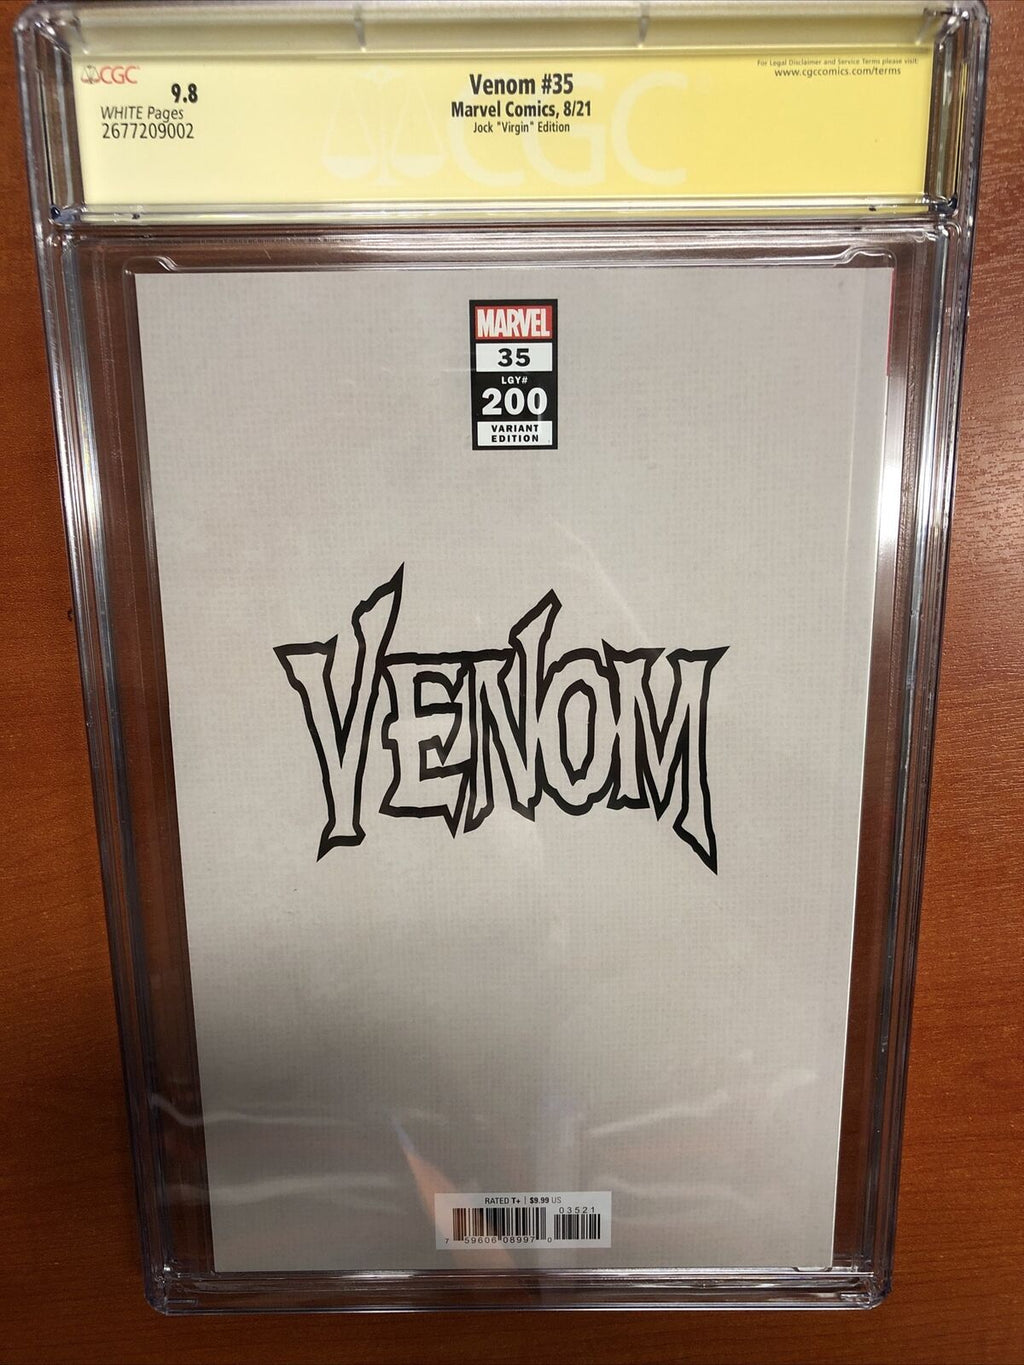 CGC
9.8
WHITE Pages
2677209002
Venom #35
Marvel Comics, 8/21
Jock "Virgin" Edition
For Legal Disclaimer and Service Terms please visit:
www.cgccomics.com/terms
CGC
MARVEL
35
LGY#
200
VARIANT
EDITION
VENOM
RATED T+ | $9.99 US
03521
7 59606 08997 0